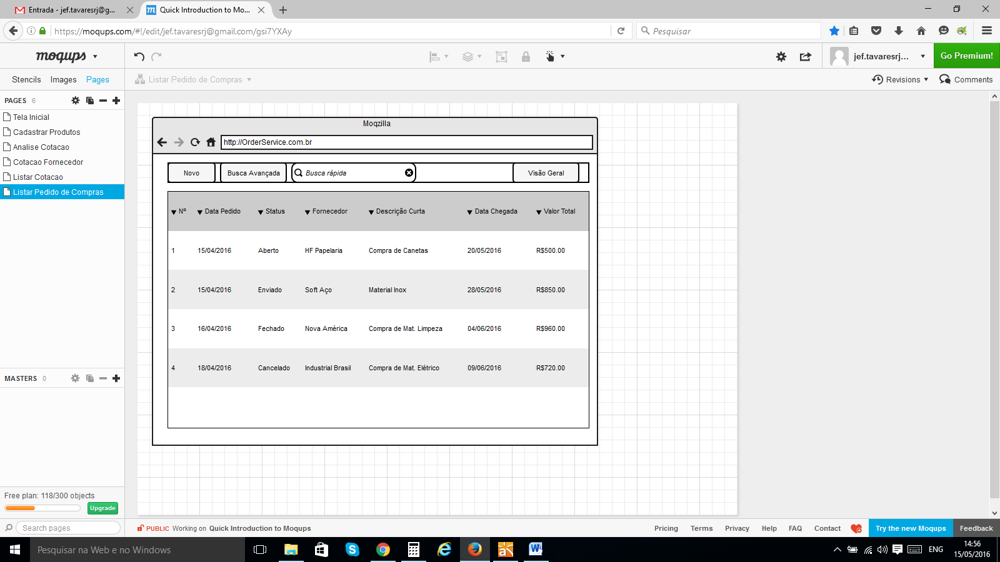 Entrada - jef.tavaresrj@g...
Quick Introduction to Mo...
https://moqups.com/#!/edit/jef.tavaresrj@gmail.com/gsi7YXAy
Pesquisar
moqups
jef.tavaresrj...
Go Premium!
Stencils Images Pages
Listar Pedido de Compras
Revisions
Comments
PAGES 6
Tela Inicial
Cadastrar Produtos
Analise Cotacao
Cotacao Fornecedor
Listar Cotacao
Listar Pedido de Compras
Moqzilla
http://OrderService.com.br
Novo Busca Avançada Busca rápida Visão Geral
Nº Data Pedido Status Fornecedor Descrição Curta Data Chegada Valor Total
1 15/04/2016 Aberto HF Papelaria Compra de Canetas 20/05/2016 R$500.00
2 15/04/2016 Enviado Soft Aço Material Inox 28/05/2016 R$850.00
3 16/04/2016 Fechado Nova América Compra de Mat. Limpeza 04/06/2016 R$960.00
4 18/04/2016 Cancelado Industrial Brasil Compra de Mat. Elétrico 09/06/2016 R$720.00
MASTERS 0
Free plan: 118/300 objects
Upgrade
Search pages
PUBLIC Working on Quick Introduction to Moqups
Pricing Terms Privacy Help FAQ Contact
Try the new Moqups
Feedback
Pesquisar na Web e no Windows
ENG
14:56
15/05/2016